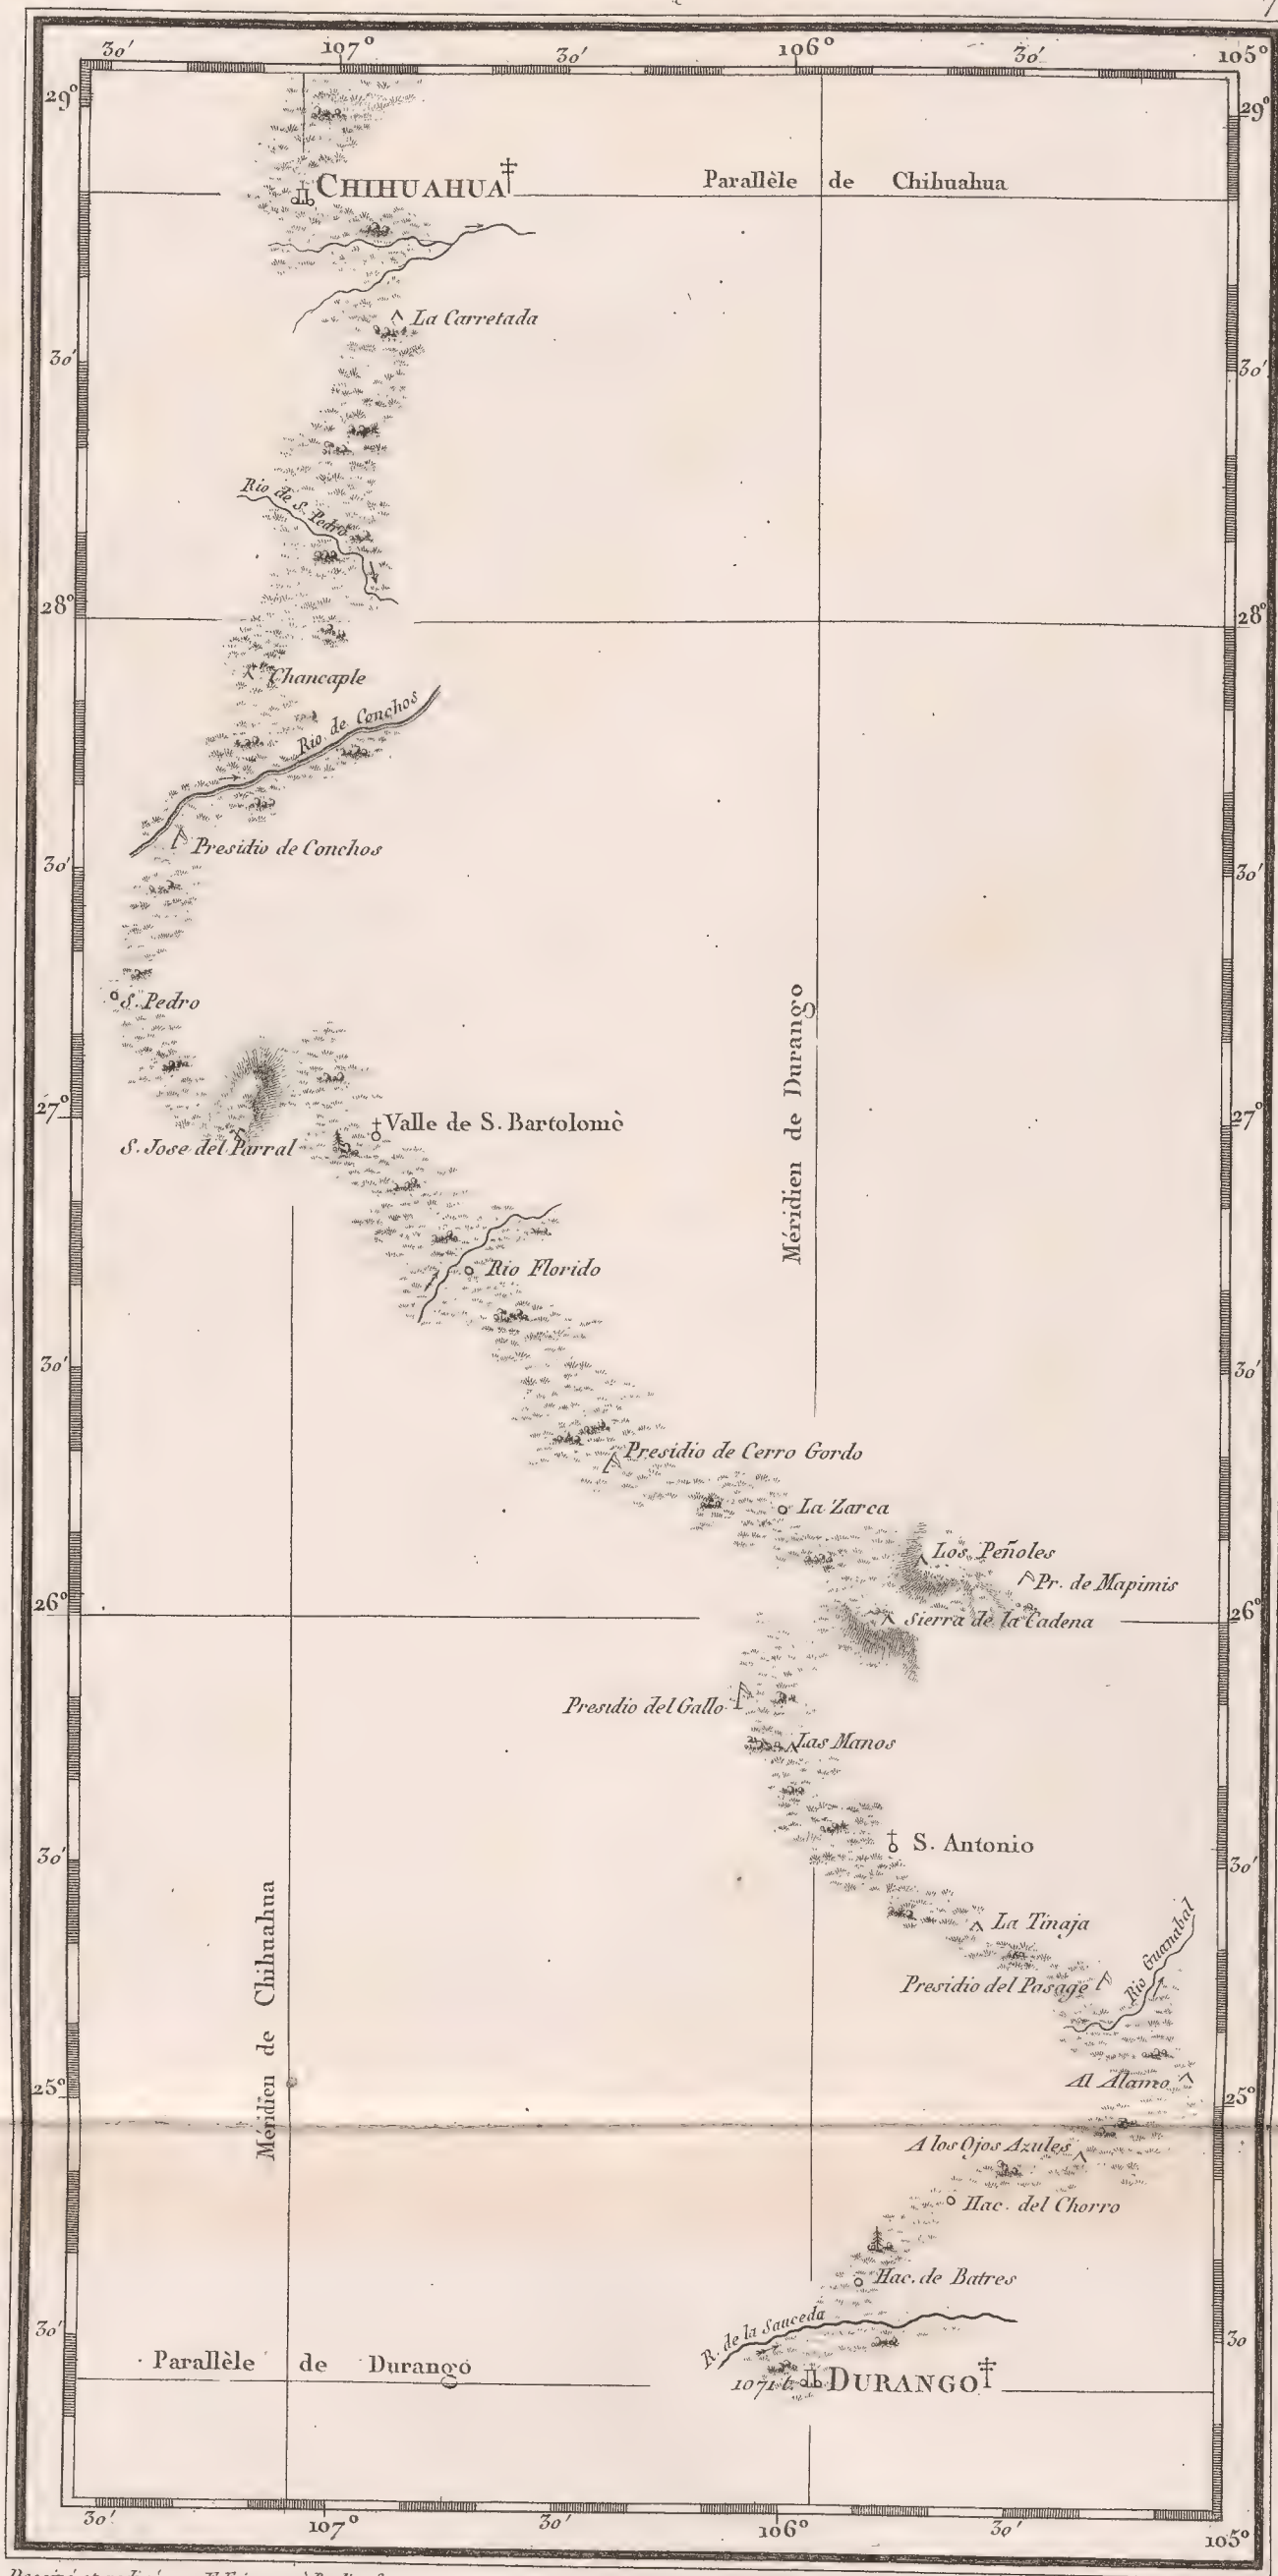 30' 107° 30' 106° 30' 105°
29° 29°
CHIHUAHUA
Parallèle de Chihuahua
La Carretada
30' 30'
Rio de S. Pedro
28° 28°
Chancaple
Rio de Conchos
Presidio de Conchos
30' 30'
S. Pedro
Méridien de Durango
27° 27°
Valle de S. Bartolomè
S. Jose del Parral
Rio Florido
30' 30'
Presidio de Cerro Gordo
La Zarca
Los Peñoles
Pr. de Mapimis
26° 26°
Sierra de la Cadena
Presidio del Gallo
Las Manos
30' 30'
S. Antonio
Méridien de Chihuahua
La Tinaja
Rio Guanabal
Presidio del Pasage
Al Alamo
25° 25°
A los Ojos Azules
Hac. del Chorro
Hac. de Batres
30' 30
R. de la Sauceda
Parallèle de Durango
1071 t. DURANGO
30' 107° 30' 106° 30' 105°